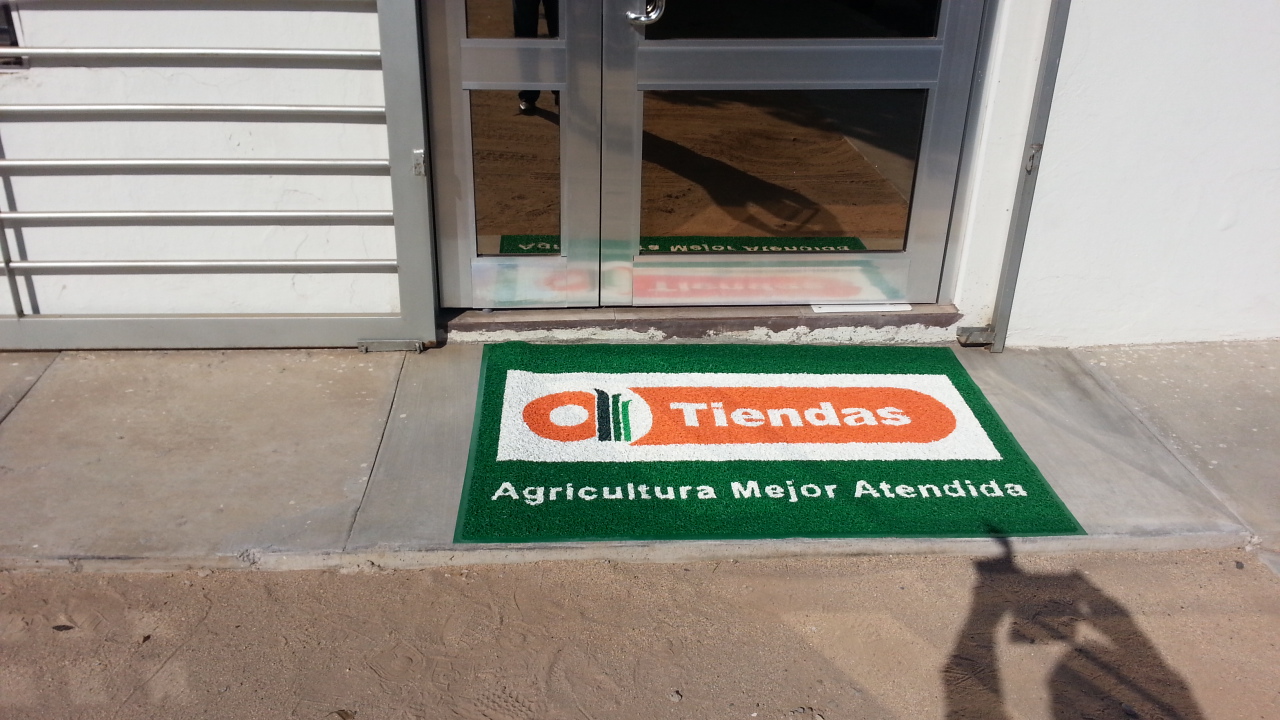 Tiendas
Agricultura Mejor Atendida